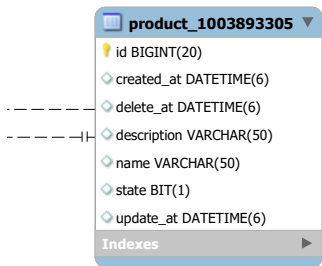 product_1003893305
id BIGINT(20)
created_at DATETIME(6)
delete_at DATETIME(6)
description VARCHAR(50)
name VARCHAR(50)
state BIT(1)
update_at DATETIME(6)
Indexes